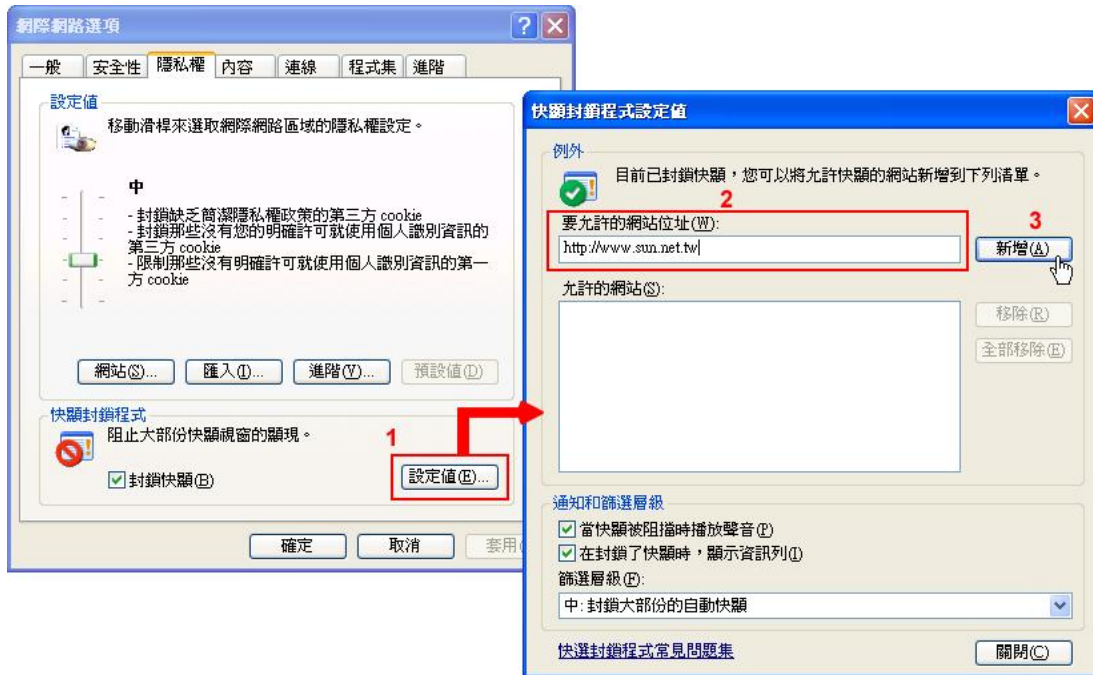 網際網路選項
一般 安全性 隱私權 內容 連線 程式集 進階
設定值
移動滑桿來選取網際網路區域的隱私權設定。
中
- 封鎖缺乏簡潔隱私權政策的第三方 cookie
- 封鎖那些沒有您的明確許可就使用個人識別資訊的
第三方 cookie
- 限制那些沒有明確許可就使用個人識別資訊的第一
方 cookie
網站(S)... 匯入(I)... 進階(V)... 預設值(D)
快顯封鎖程式
阻止大部份快顯視窗的顯現。
1
封鎖快顯(B)
設定值(E)...
確定 取消 套用(
快顯封鎖程式設定值
例外
目前已封鎖快顯，您可以將允許快顯的網站新增到下列清單。
2
要允許的網站位址(W):
3
http://www.sun.net.tw
新增(A)
允許的網站(S):
移除(R)
全部移除(E)
通知和篩選層級
當快顯被阻擋時播放聲音(P)
在封鎖了快顯時，顯示資訊列(I)
篩選層級(F):
中: 封鎖大部份的自動快顯
快選封鎖程式常見問題集
關閉(C)